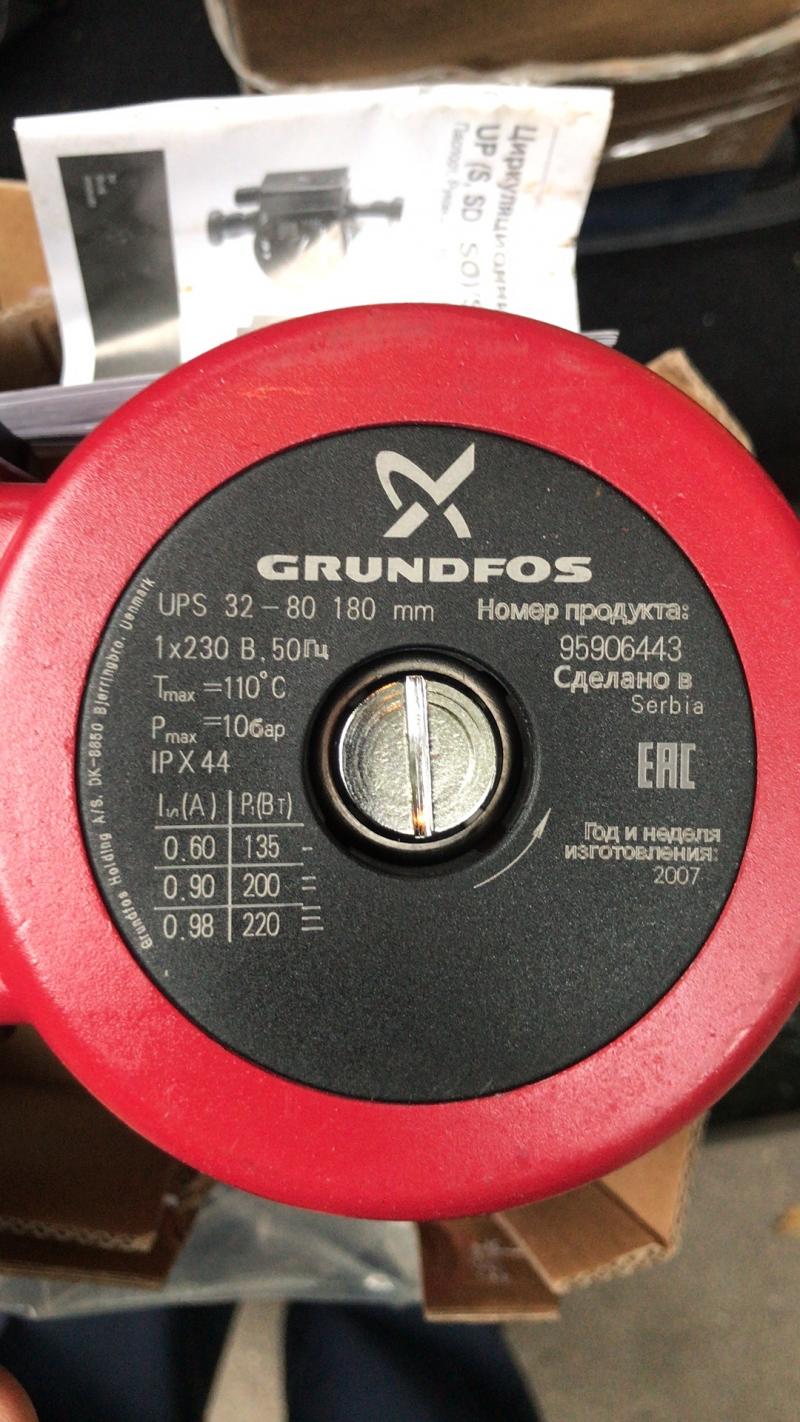 Циркуляционны
UP (S, SD
GRUNDFOS
UPS 32-80 180 mm
Номер продукта:
1x230 В, 50Гц
95906443
Tmax =110°C
Сделано в
Serbia
Pmax =10бар
IP X 44
EAC
I₁/₁(A) P₁(Вт)
0.60 135 -
0.90 200 =
0.98 220 ≡
Год и неделя
изготовления:
2007
Grundfos Holding A/S. DK-8850 Bjerringbro. Denmark